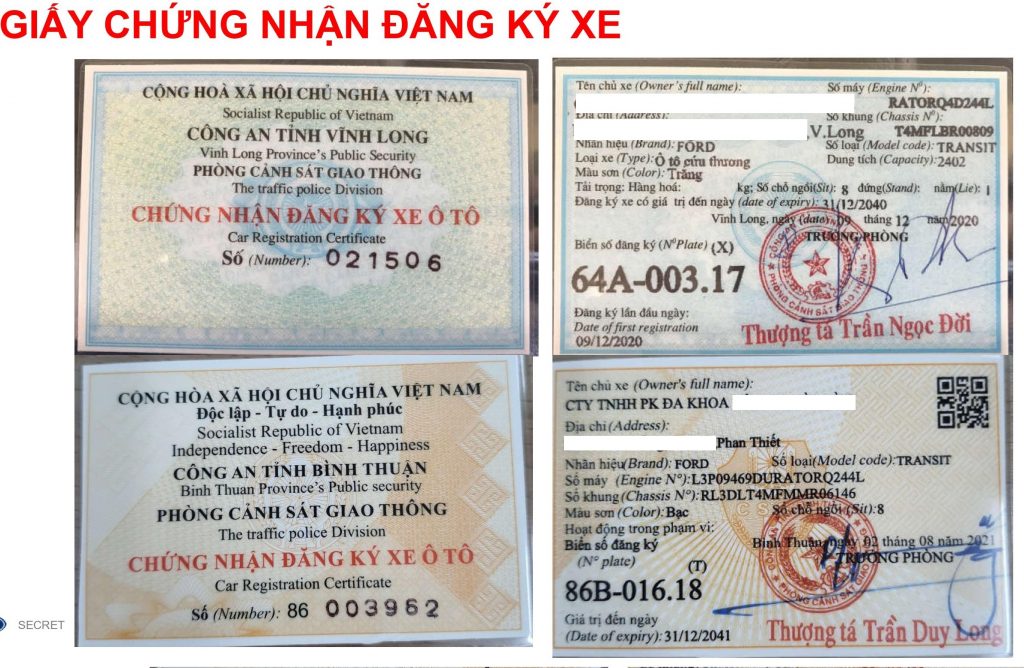 GIẤY CHỨNG NHẬN ĐĂNG KÝ XE
CỘNG HOÀ XÃ HỘI CHỦ NGHĨA VIỆT NAM
Socialist Republic of Vietnam
CÔNG AN TỈNH VĨNH LONG
Vinh Long Province's Public Security
PHÒNG CẢNH SÁT GIAO THÔNG
The traffic police Division
CHỨNG NHẬN ĐĂNG KÝ XE Ô TÔ
Car Registration Certificate
Số (Number): 021506
Tên chủ xe (Owner's full name):
Số máy (Engine Nº):
RATORQ4D244L
Địa chỉ (Address):
Số khung (Chassis Nº):
.V.Long T4MFLBR00809
Nhãn hiệu (Brand): FORD
Số loại (Model code): TRANSIT
Loại xe (Type): Ô tô cứu thương
Dung tích (Capacity): 2402
Màu sơn (Color): Trắng
Tải trọng: Hàng hoá: kg; Số chỗ ngồi(Sit): 8 đứng(Stand): nằm(Lie): 1
Đăng ký xe có giá trị đến ngày (date of expiry): 31/12/2040
Vĩnh Long, ngày (date) 09 tháng 12 năm 2020
TRƯỞNG PHÒNG
Biển số đăng ký (NºPlate) (X)
64A-003.17
PHÒNG CẢNH SÁT GIAO THÔNG
Đăng ký lần đầu ngày:
Date of first registration
09/12/2020
Thượng tá Trần Ngọc Đời
CỘNG HÒA XÃ HỘI CHỦ NGHĨA VIỆT NAM
Độc lập - Tự do - Hạnh phúc
Socialist Republic of Vietnam
Independence - Freedom - Happiness
CÔNG AN TỈNH BÌNH THUẬN
Binh Thuan Province's Public security
PHÒNG CẢNH SÁT GIAO THÔNG
The traffic police Division
CHỨNG NHẬN ĐĂNG KÝ XE Ô TÔ
Car Registration Certificate
Số (Number): 86 003962
Tên chủ xe (Owner's full name):
CTY TNHH PK ĐA KHOA
Địa chỉ (Address):
Phan Thiết
Nhãn hiệu(Brand): FORD
Số loại(Model code): TRANSIT
Số máy (Engine Nº): L3P09469DURATORQ244L
Số khung (Chassis Nº): RL3DLT4MFMMR06146
Màu sơn (Color): Bạc
Số chỗ ngồi(Sit): 8
Hoạt động trong phạm vi:
Biển số đăng ký
Bình Thuận, ngày 02 tháng 08 năm 2021
(Nº plate) (T)
TRƯỞNG PHÒNG
86B-016.18
Giá trị đến ngày
(Date of expiry): 31/12/2041
Thượng tá Trần Duy Long
SECRET